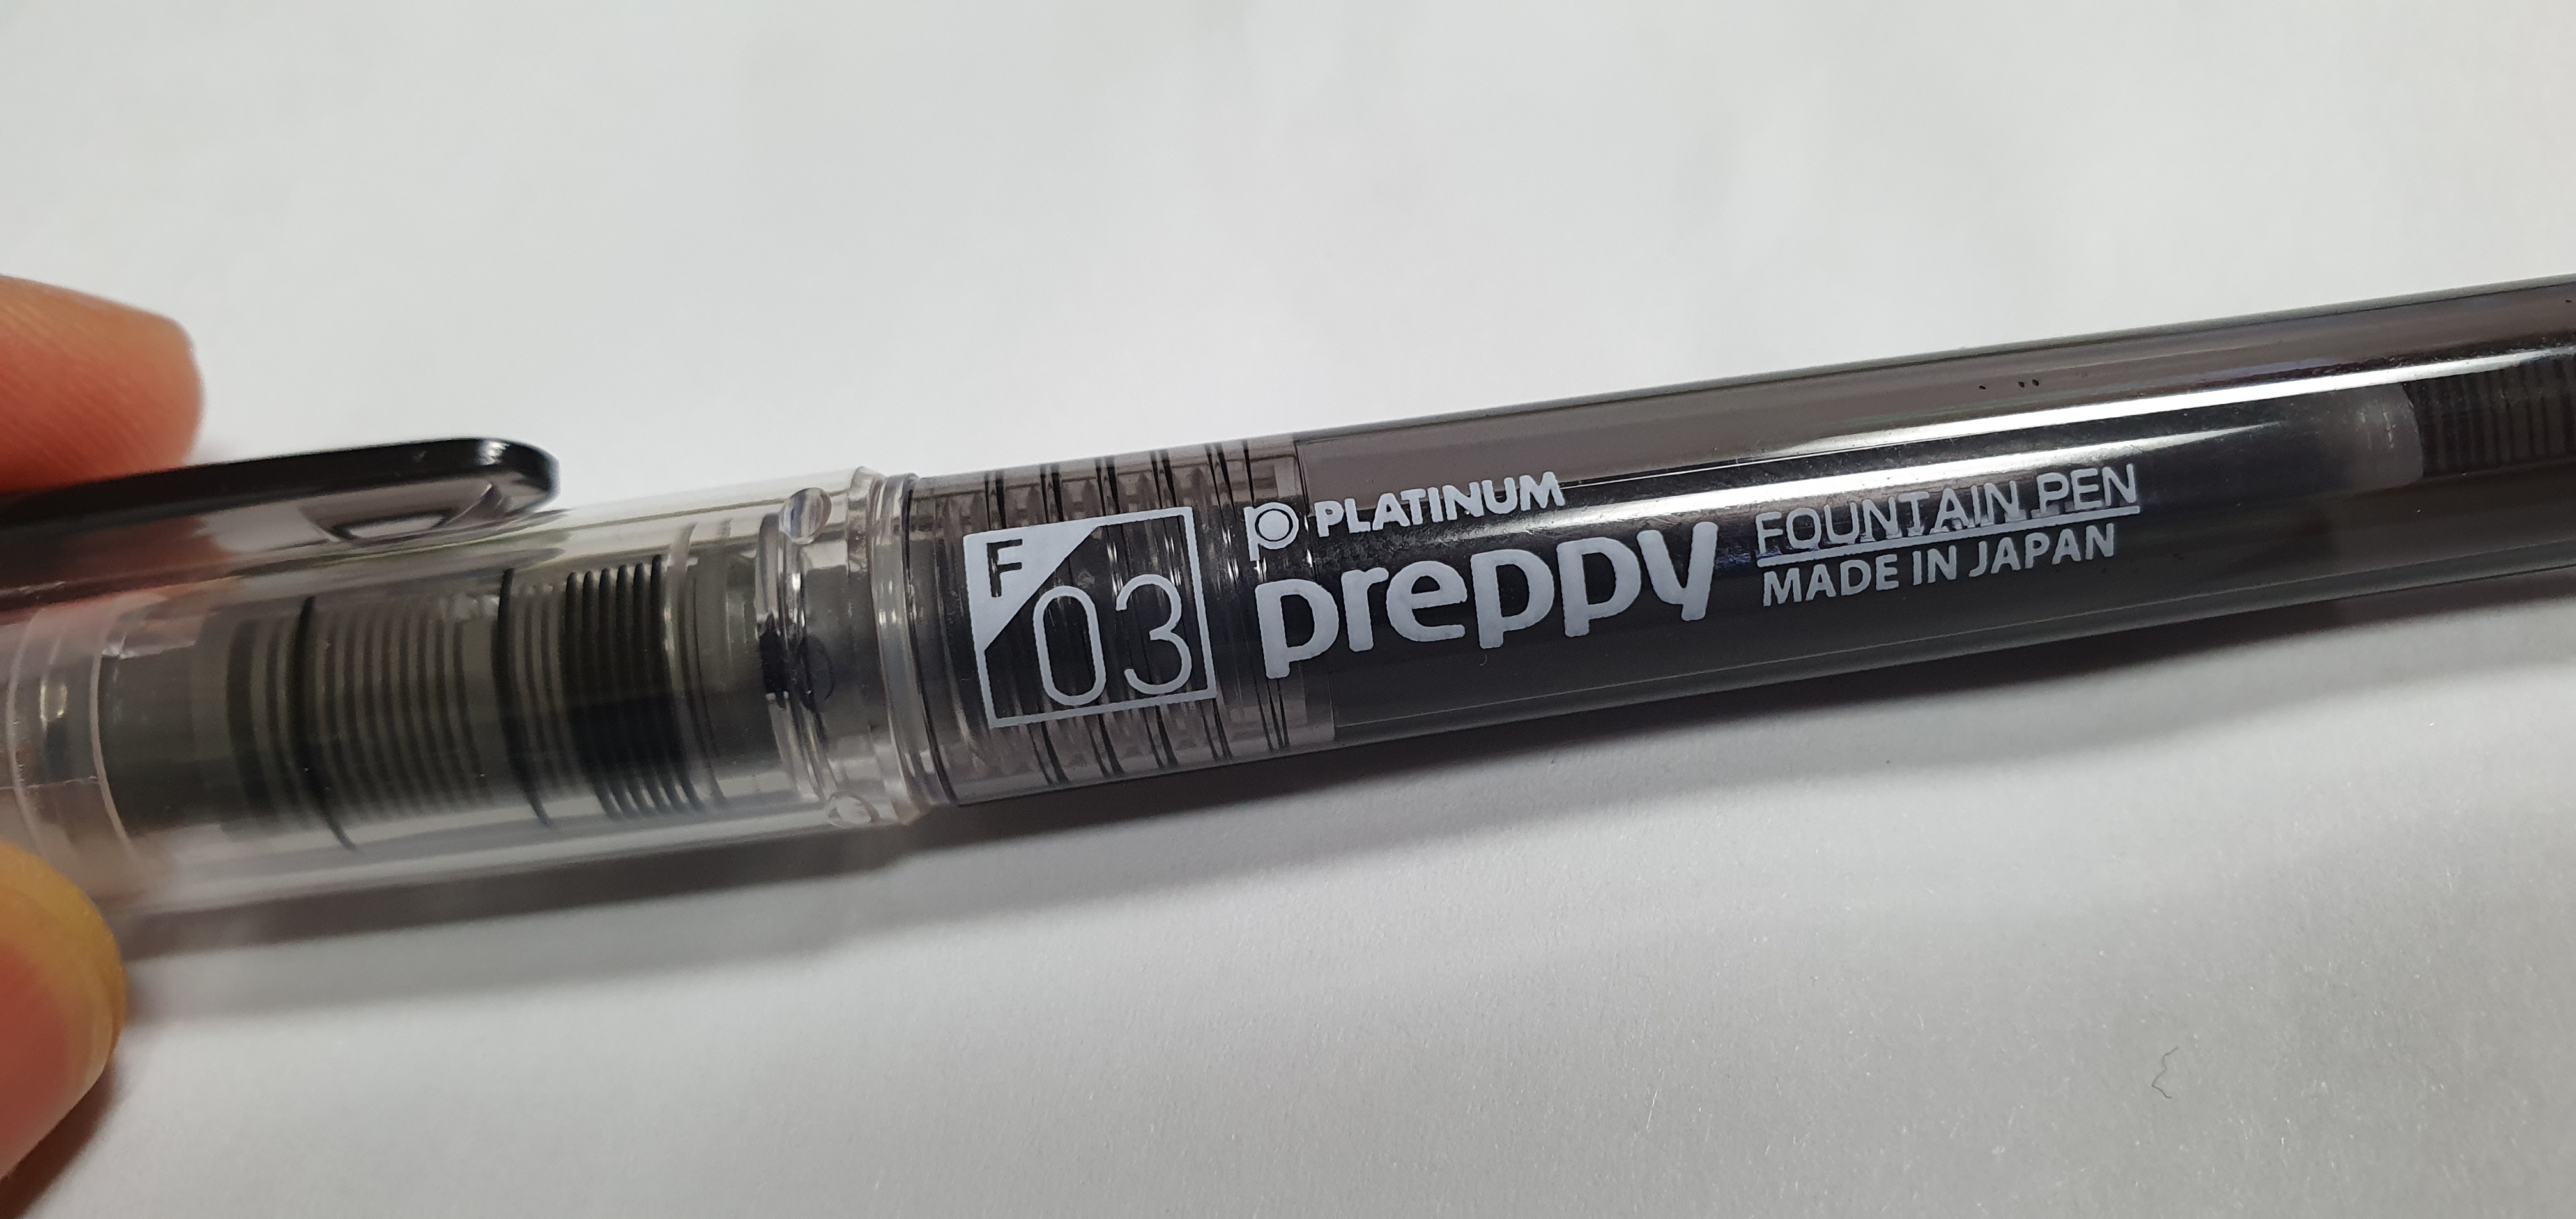 F
03
PLATINUM
preppy
FOUNTAIN PEN
MADE IN JAPAN